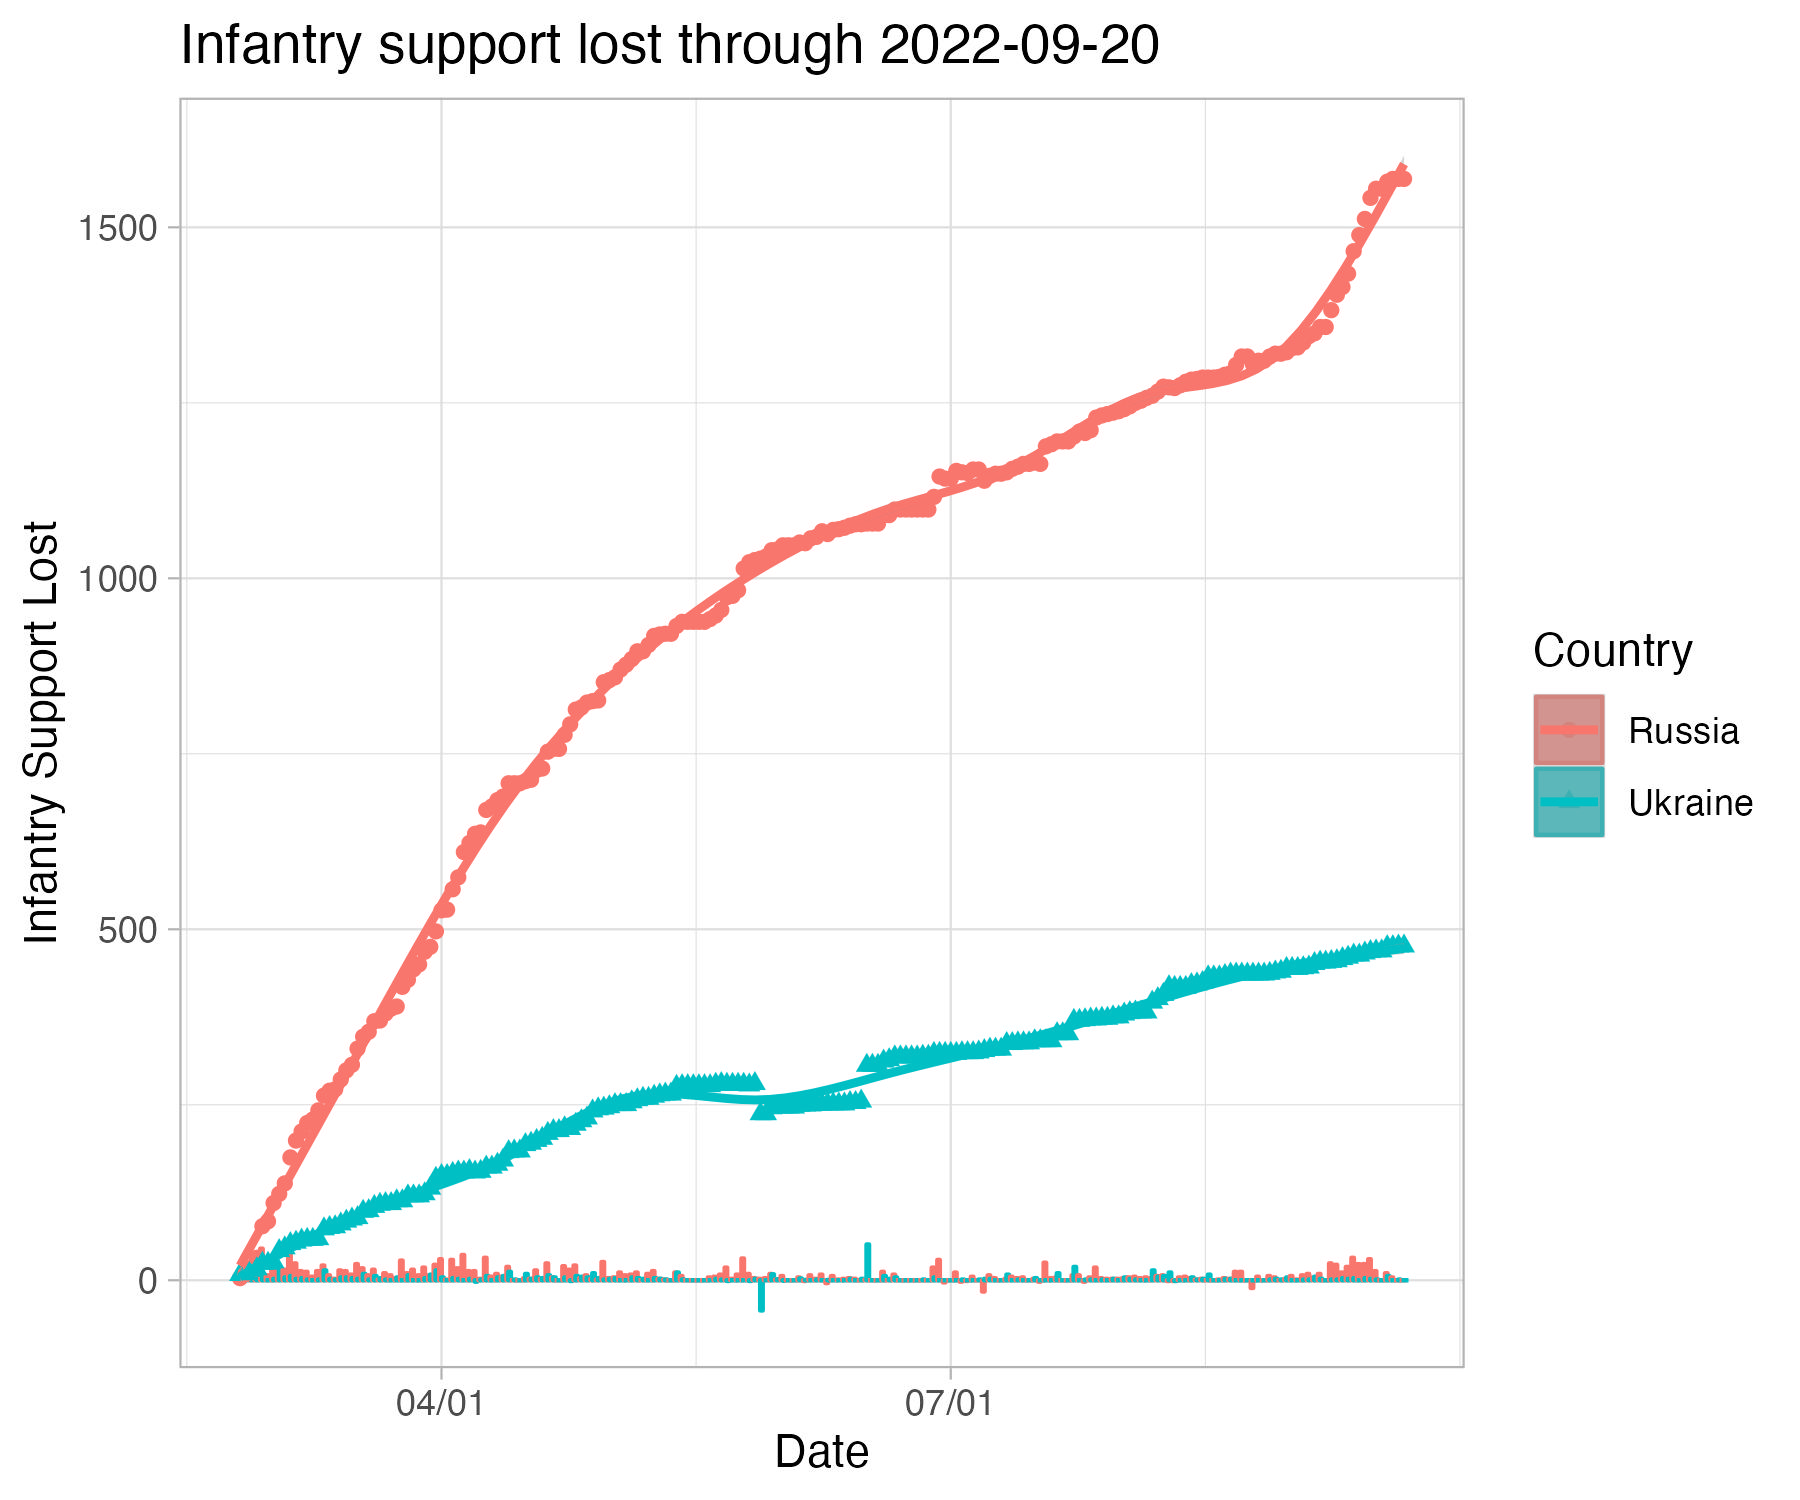 Infantry support lost through 2022-09-20
Infantry Support Lost
1500
1000
500
0
04/01
07/01
Date
Country
Russia
Ukraine